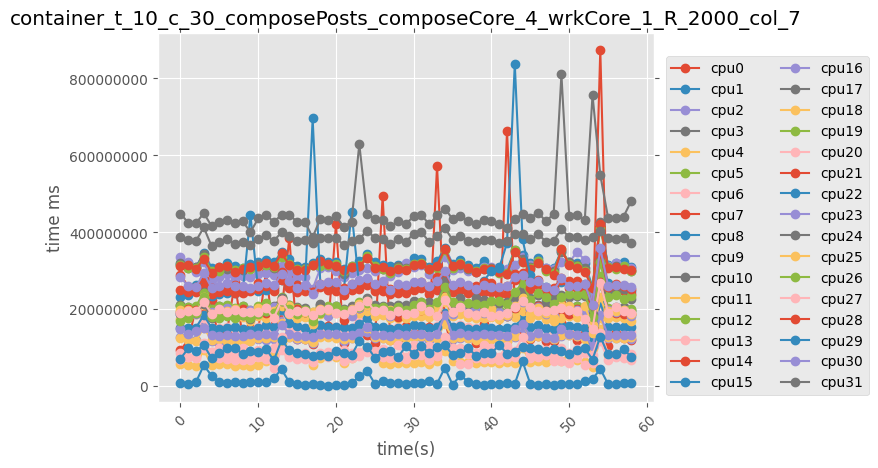 container_t_10_c_30_composePosts_composeCore_4_wrkCore_1_R_2000_col_7
800000000
600000000
400000000
200000000
0
time ms
0
10
20
30
40
50
60
time(s)
cpu0
cpu1
cpu2
cpu3
cpu4
cpu5
cpu6
cpu7
cpu8
cpu9
cpu10
cpu11
cpu12
cpu13
cpu14
cpu15
cpu16
cpu17
cpu18
cpu19
cpu20
cpu21
cpu22
cpu23
cpu24
cpu25
cpu26
cpu27
cpu28
cpu29
cpu30
cpu31